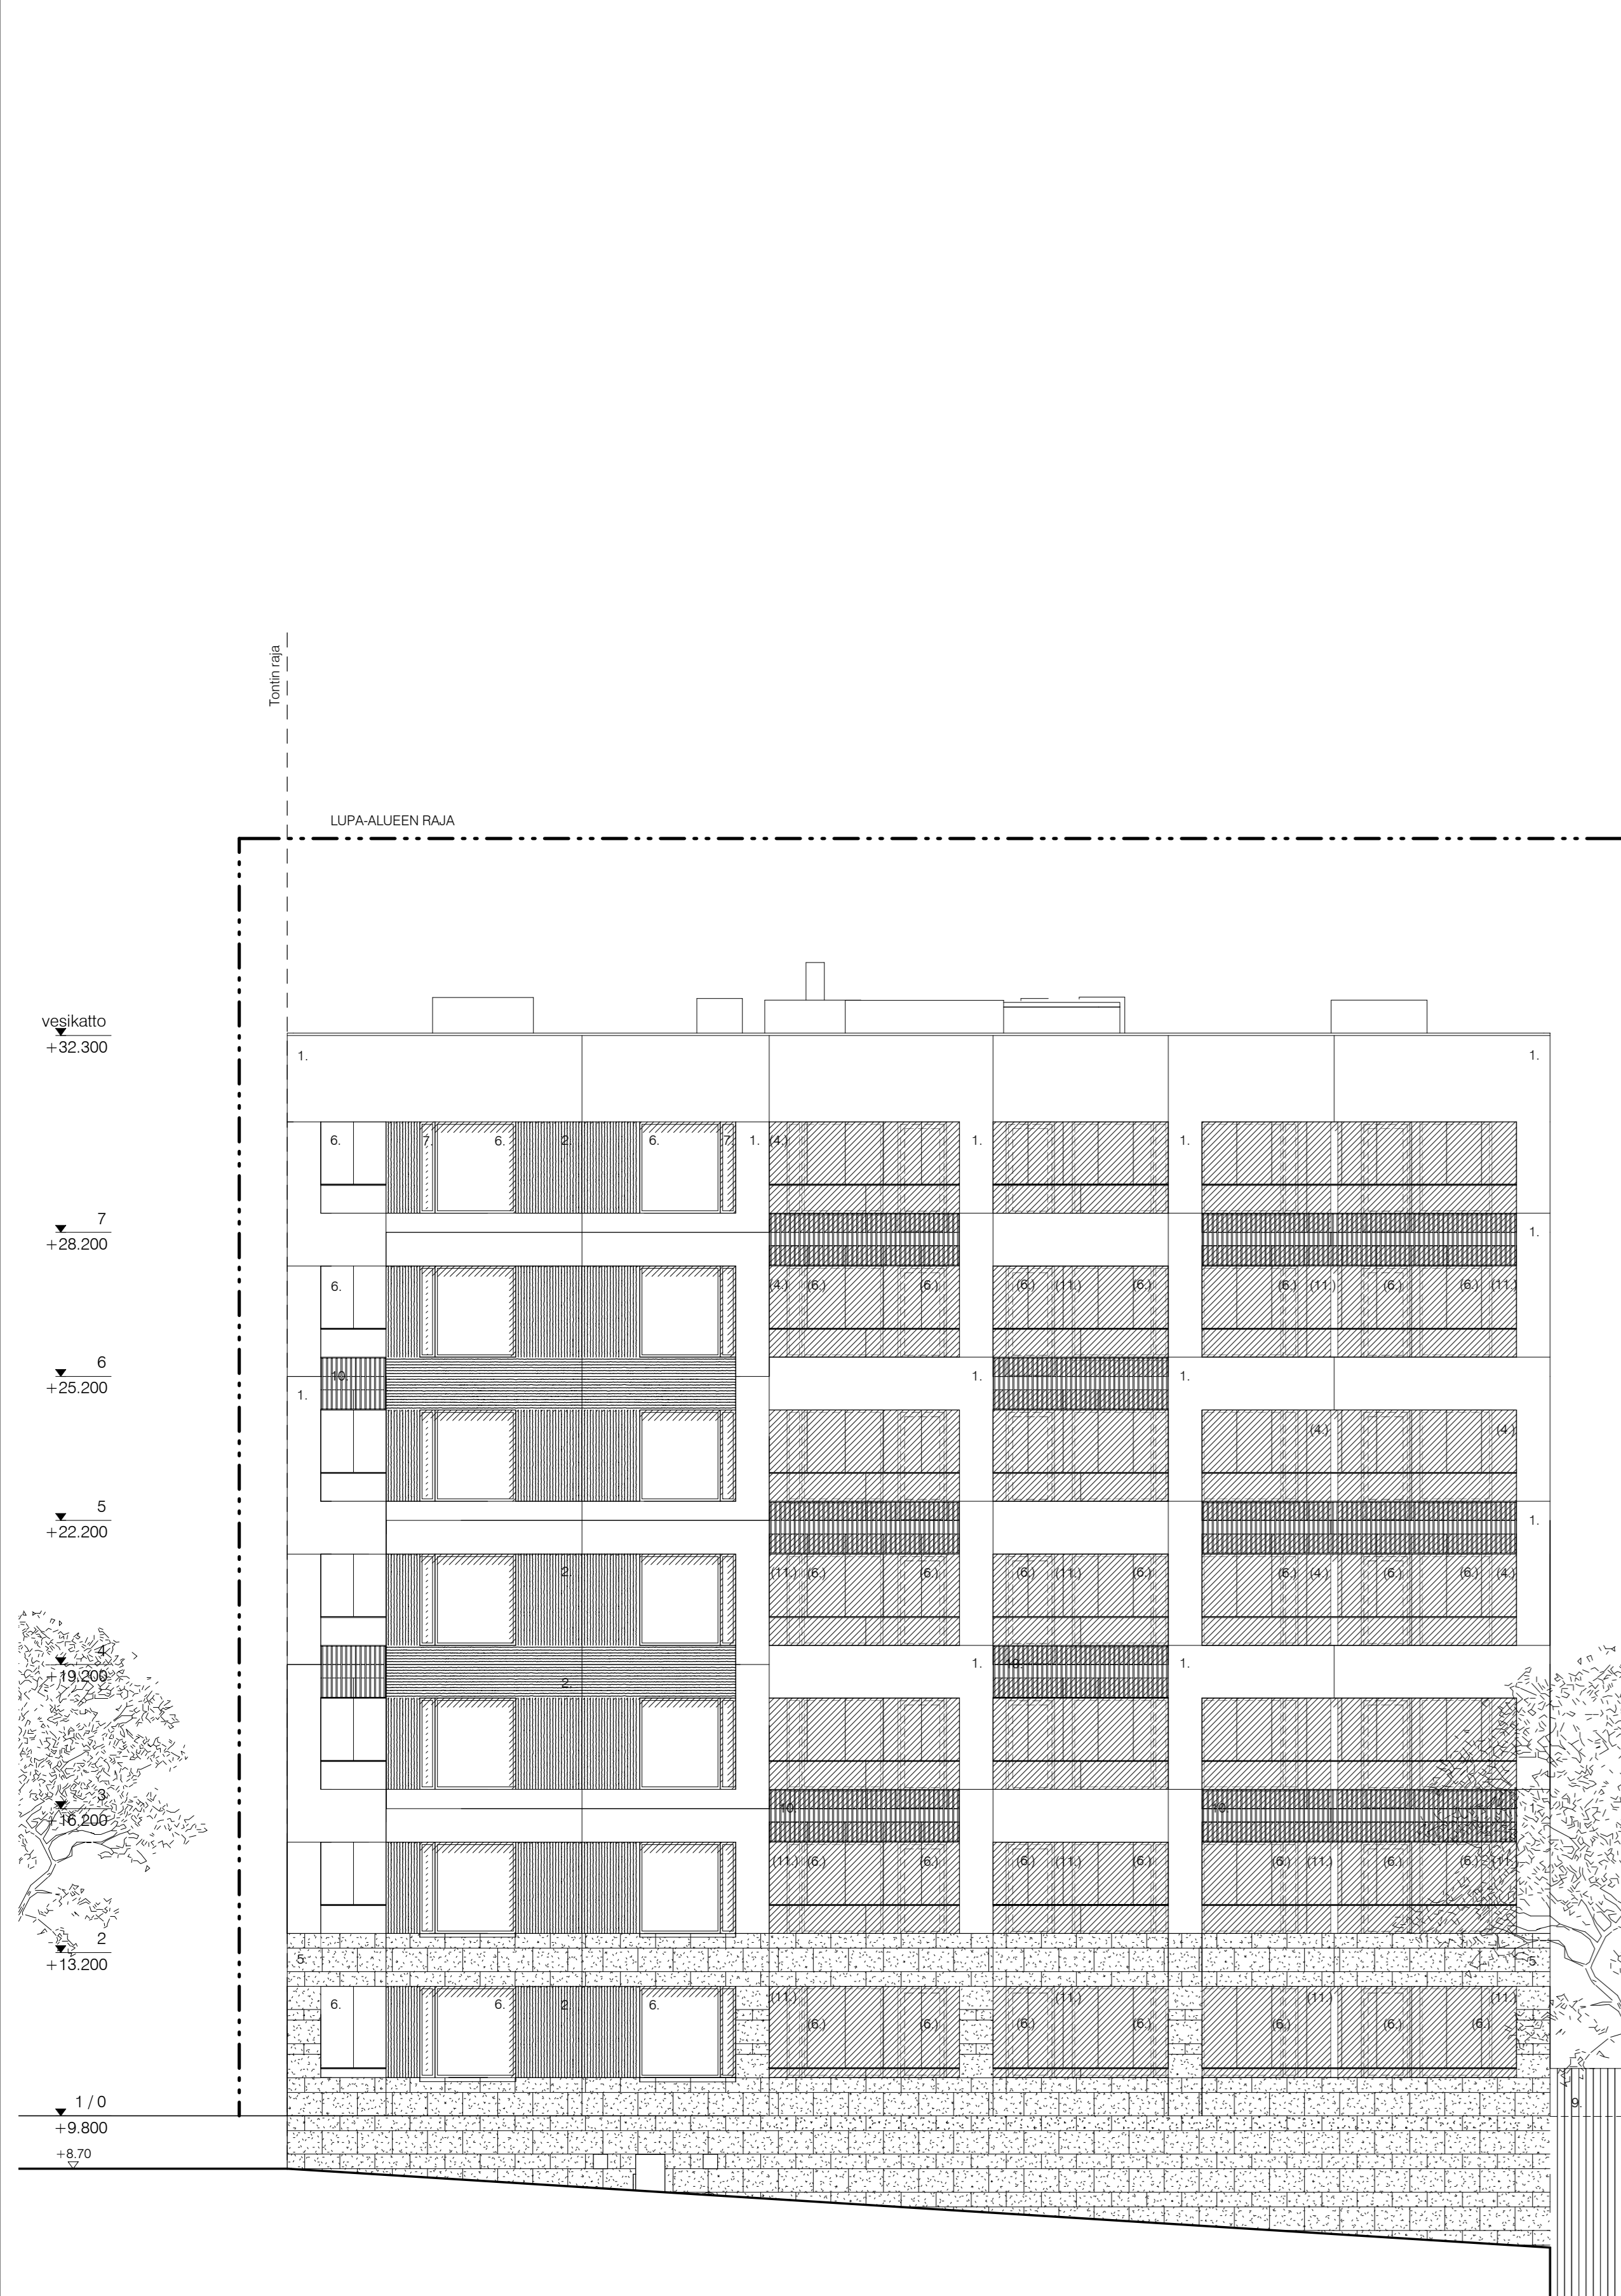 Tontin raja
LUPA-ALUEEN RAJA
vesikatto
+32.300
1. 1.
6. 7. 6. 2. 6. 7. 1. (4.) 1. 1.
7
+28.200 1.
6. (4.) (6.) (6.) (6.) (11.) (6.) (6.) (11.) (6.) (6.) (11.)
6
10. 1. 1.
+25.200
1.
(4.) (4.)
5
+22.200 1.
2. (11.) (6.) (6.) (6.) (11.) (6.) (6.) (4.) (6.) (6.) (4.)
4
1. 10. 1.
+19.200
2.
3
10. 10. 1.
+16.200
(11.) (6.) (6.) (6.) (11.) (6.) (6.) (11.) (6.) (6.) (11.)
2
+13.200
5. 5.
6. 6. 2. 6. (11.) (11.) (11.) (11.)
(6.) (6.) (6.) (6.) (6.) (6.) (6.)
1 / 0
9.
+9.800
+8.70